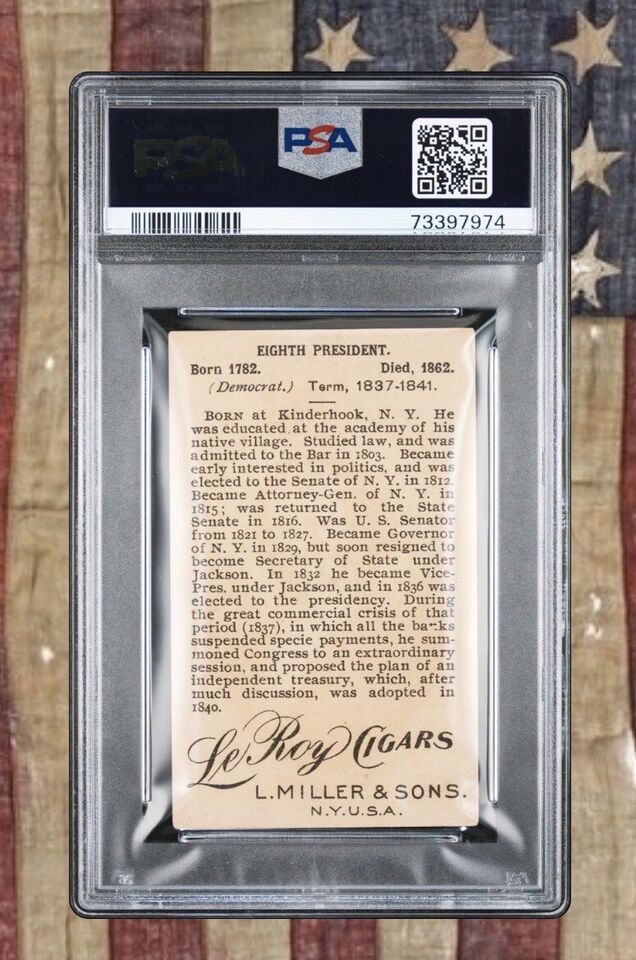 PSA
PSA
73397974
EIGHTH PRESIDENT.
Born 1782. Died, 1862.
(Democrat.) Term, 1837-1841.
BORN at Kinderhook, N. Y. He
was educated at the academy of his
native village. Studied law, and was
admitted to the Bar in 1803. Became
early interested in politics, and was
elected to the Senate of N. Y. in 1812.
Became Attorney-Gen. of N. Y. in
1815; was returned to the State
Senate in 1816. Was U. S. Senator
from 1821 to 1827. Became Governor
of N. Y. in 1829, but soon resigned to
become Secretary of State under
Jackson. In 1832 he became Vice-
Pres. under Jackson, and in 1836 was
elected to the presidency. During
the great commercial crisis of that
period (1837), in which all the banks
suspended specie payments, he sum-
moned Congress to an extraordinary
session, and proposed the plan of an
independent treasury, which, after
much discussion, was adopted in
1840.
Le Roy CIGARS
L. MILLER & SONS.
N.Y. U.S.A.
PSA